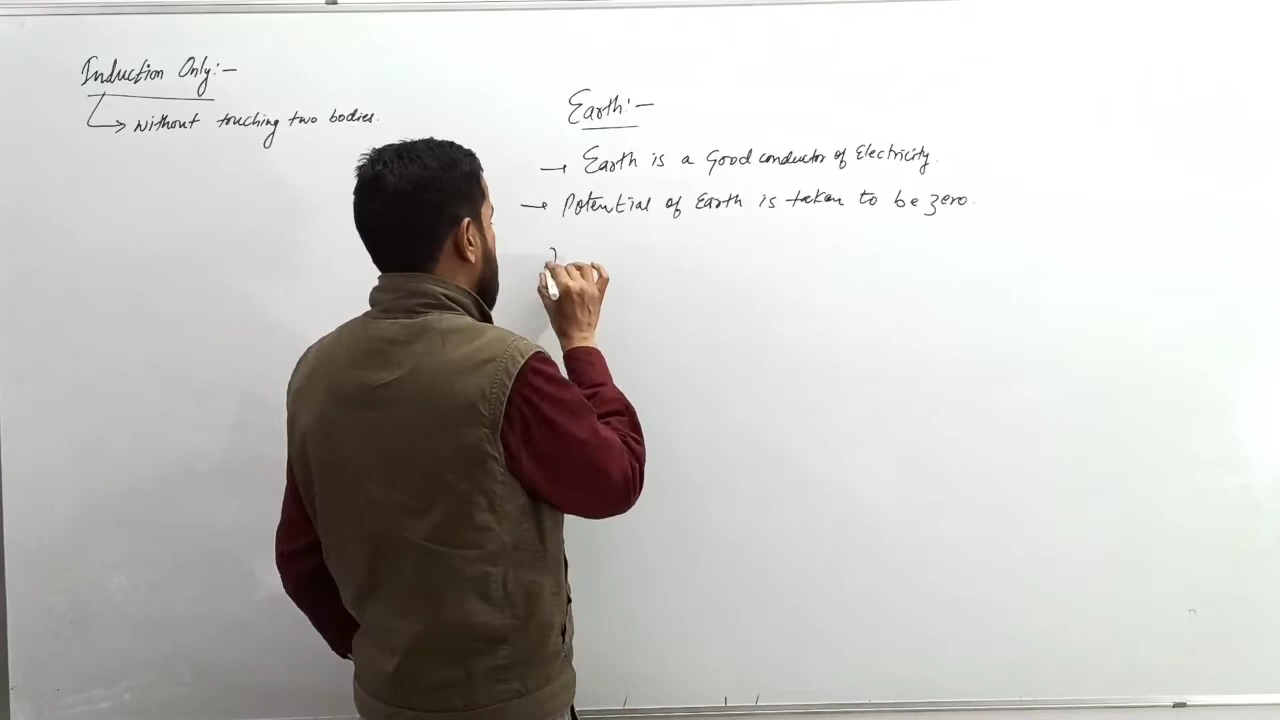 Induction Only:-
without touching two bodies.
Earth:-
→ Earth is a Good conductor of Electricity.
→ Potential of Earth is taken to be zero.